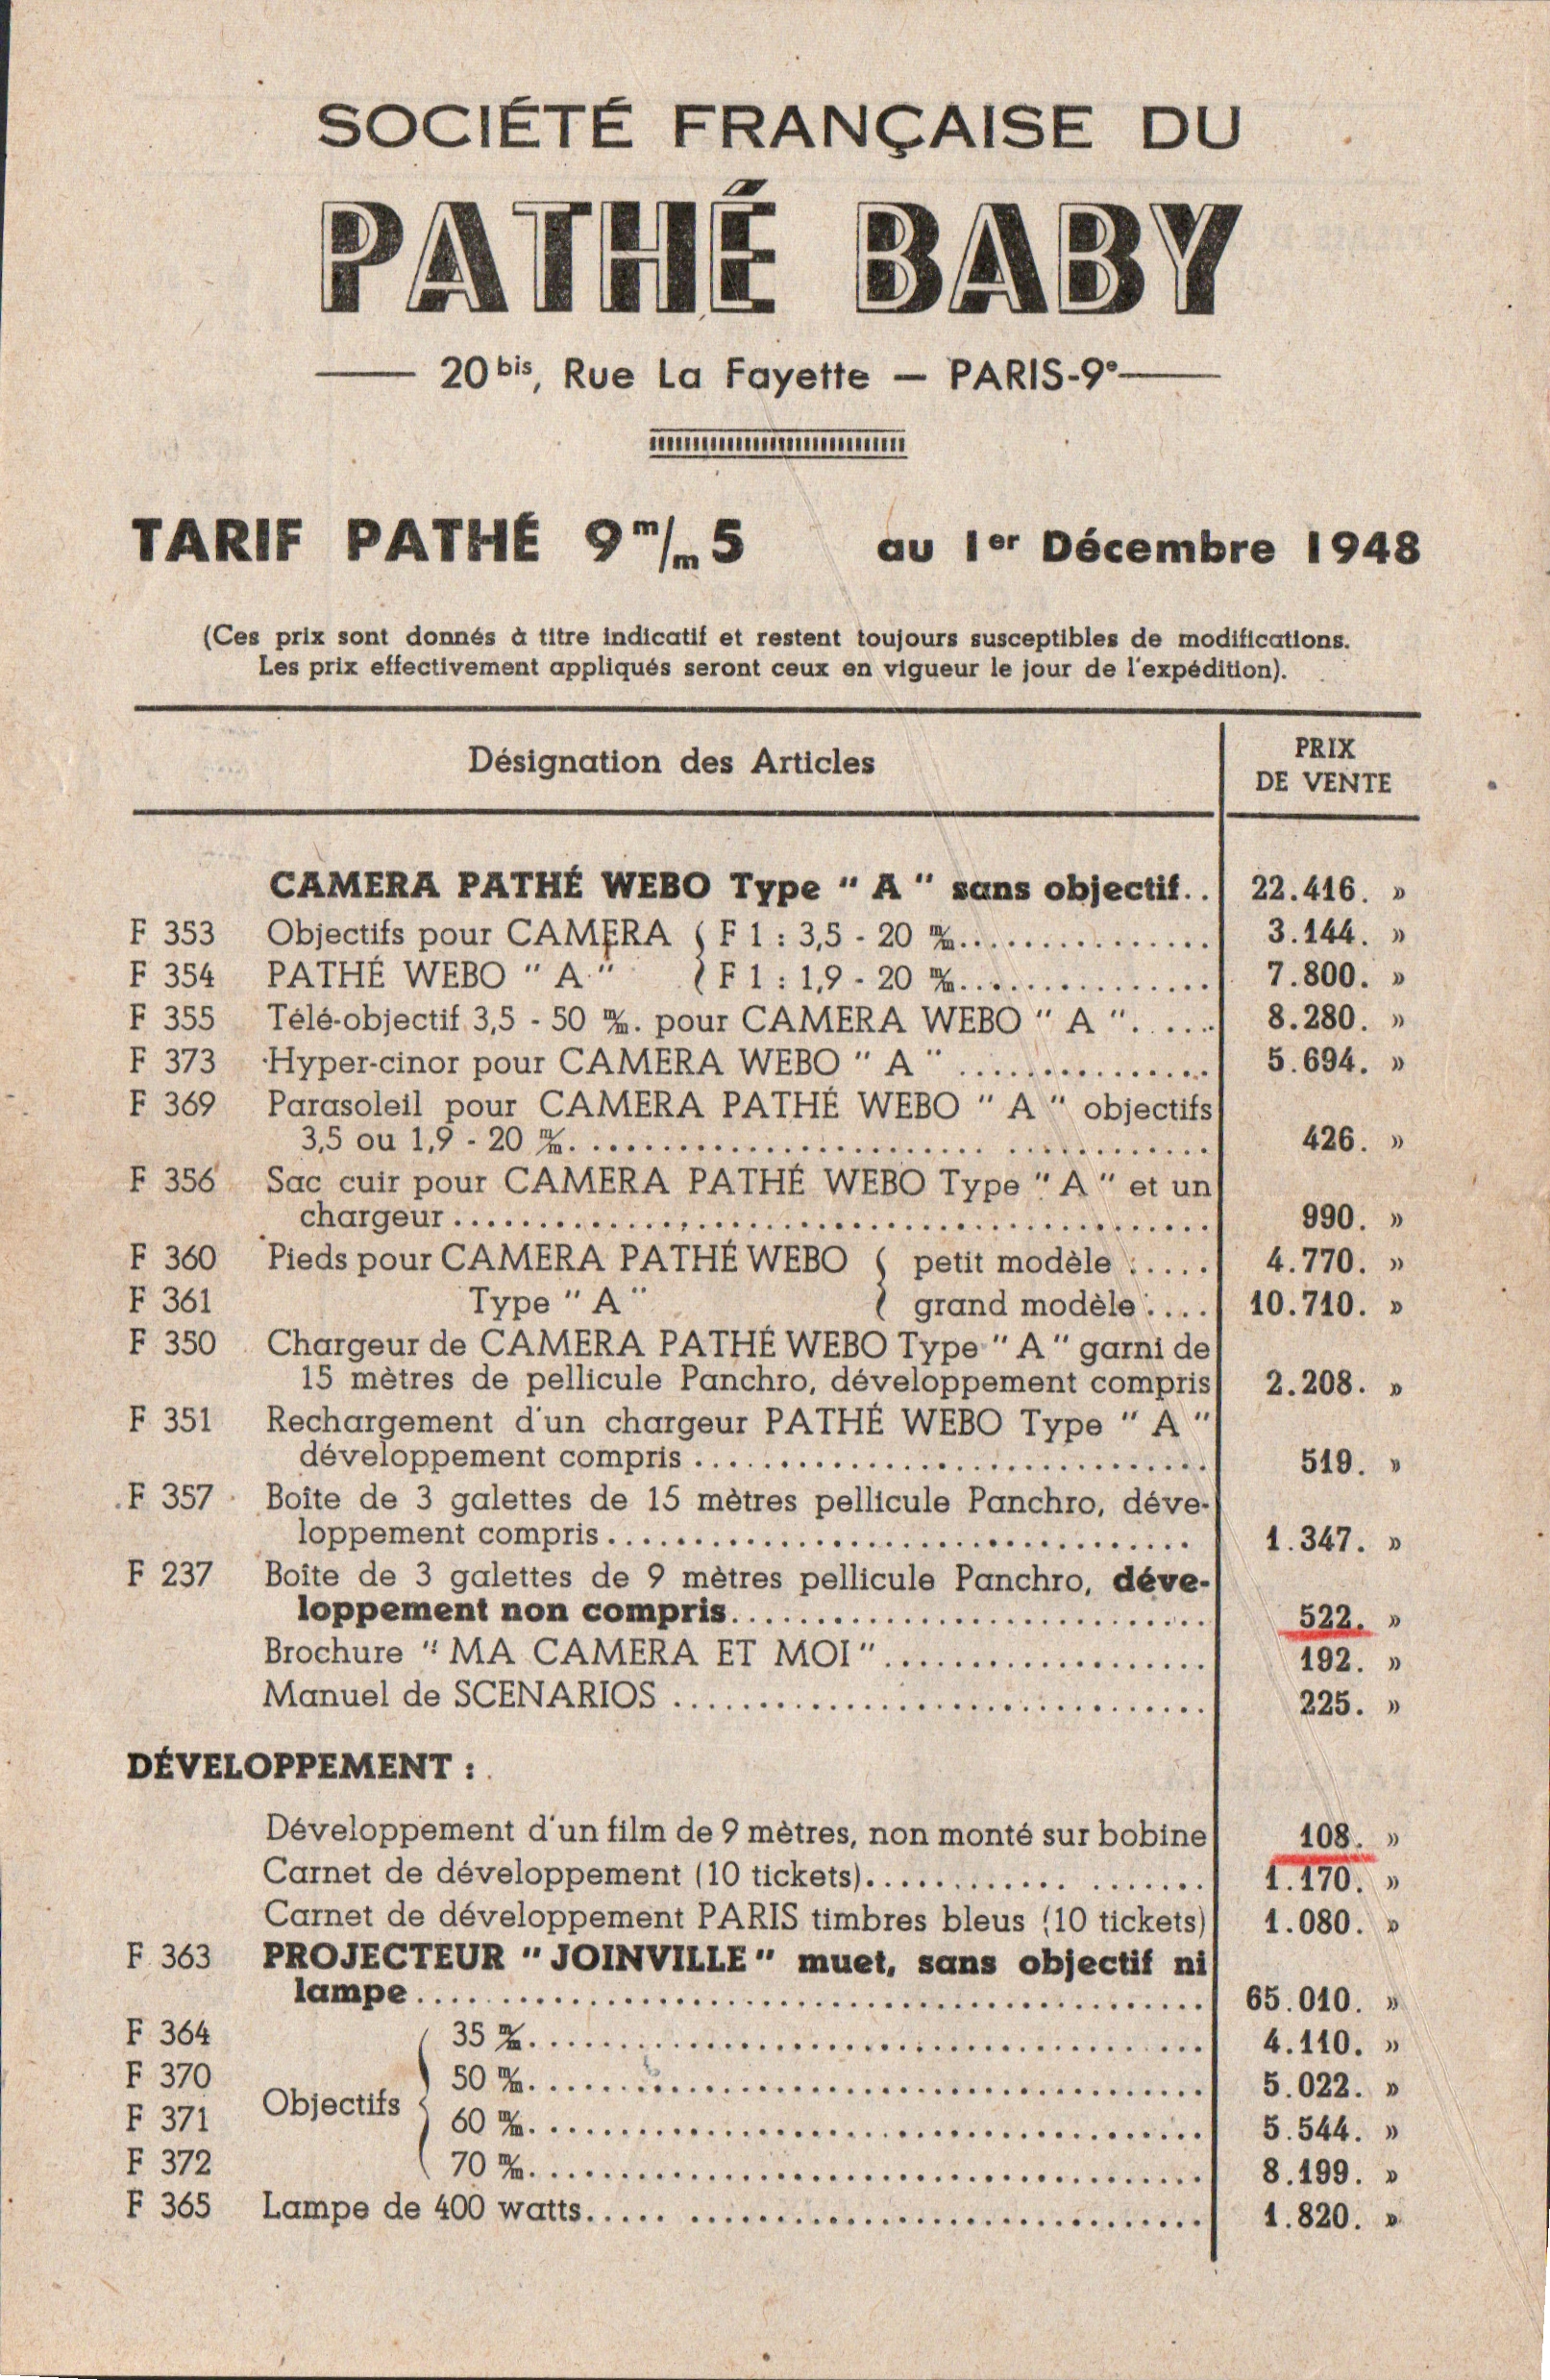 SOCIÉTÉ FRANÇAISE DU
PATHÉ BABY
20 bis, Rue La Fayette — PARIS-9e
TARIF PATHÉ 9 m/m 5 au 1er Décembre 1948
(Ces prix sont donnés à titre indicatif et restent toujours susceptibles de modifications.
Les prix effectivement appliqués seront ceux en vigueur le jour de l'expédition).
Désignation des Articles PRIX DE VENTE
CAMERA PATHÉ WEBO Type " A " sans objectif.. 22.416. »
F 353 Objectifs pour CAMERA { F 1 : 3,5 - 20 m/m............... 3.144. »
F 354 PATHÉ WEBO " A " { F 1 : 1,9 - 20 m/m............... 7.800. »
F 355 Télé-objectif 3,5 - 50 m/m. pour CAMERA WEBO " A "..... 8.280. »
F 373 Hyper-cinor pour CAMERA WEBO " A " ............... 5.694. »
F 369 Parasoleil pour CAMERA PATHÉ WEBO " A " objectifs
3,5 ou 1,9 - 20 m/m...................................... 426. »
F 356 Sac cuir pour CAMERA PATHÉ WEBO Type " A " et un
chargeur ............................................. 990. »
F 360 Pieds pour CAMERA PATHÉ WEBO { petit modèle ..... 4.770. »
F 361 Type " A " { grand modèle .... 10.710. »
F 350 Chargeur de CAMERA PATHÉ WEBO Type " A " garni de
15 mètres de pellicule Panchro, développement compris 2.208. »
F 351 Rechargement d'un chargeur PATHÉ WEBO Type " A "
développement compris .............................. 519. »
F 357 Boîte de 3 galettes de 15 mètres pellicule Panchro, déve-
loppement compris................................... 1.347. »
F 237 Boîte de 3 galettes de 9 mètres pellicule Panchro, déve-
loppement non compris............................ 522. »
Brochure " MA CAMERA ET MOI "................... 192. »
Manuel de SCENARIOS ............................... 225. »
DÉVELOPPEMENT :
Développement d'un film de 9 mètres, non monté sur bobine 108. »
Carnet de développement (10 tickets)............ ....... 1.170. »
Carnet de développement PARIS timbres bleus (10 tickets) 1.080. »
F 363 PROJECTEUR " JOINVILLE " muet, sans objectif ni
lampe............................................... 65.010. »
F 364 35 m/m........................................ 4.110. »
F 370 50 m/m........................................ 5.022. »
Objectifs
F 371 60 m/m........................................ 5.544. »
F 372 70 m/m........................................ 8.199. »
F 365 Lampe de 400 watts..... .............................. 1.820. »